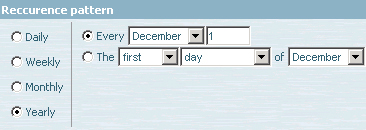 Reccurence pattern
Daily
Weekly
Monthly
Yearly
Every December 1
The first day of December